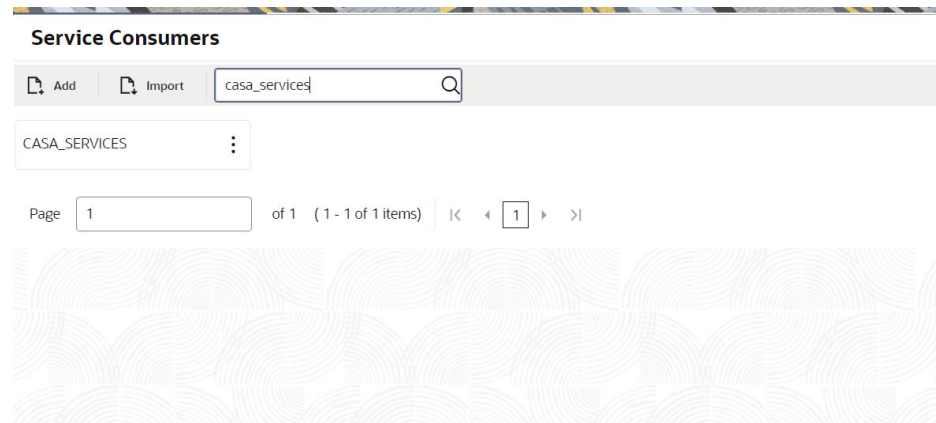 Service Consumers
Add Import casa_services
CASA_SERVICES
Page 1 of 1 ( 1 - 1 of 1 items) 1